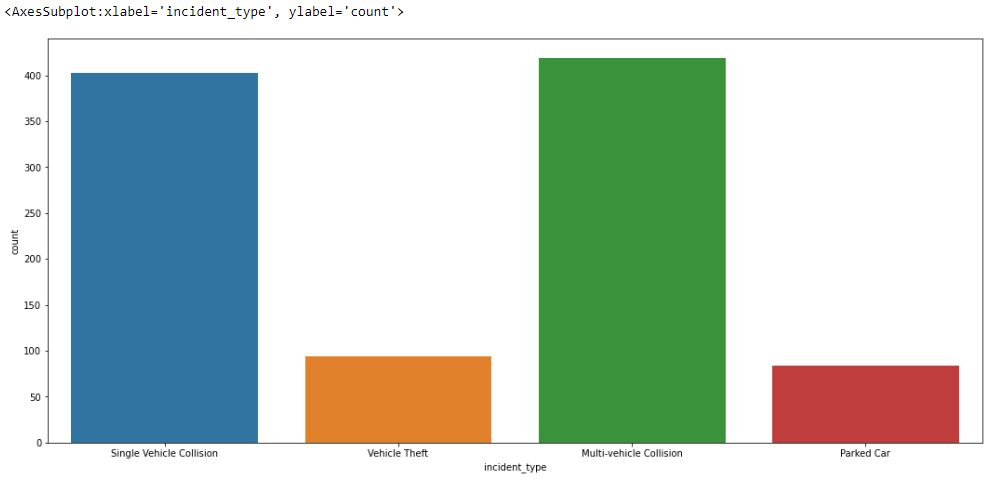 <AxesSubplot:xlabel='incident_type', ylabel='count'>
400
350
300
250
200
150
100
50
0
count
Single Vehicle Collision Vehicle Theft Multi-vehicle Collision Parked Car
incident_type